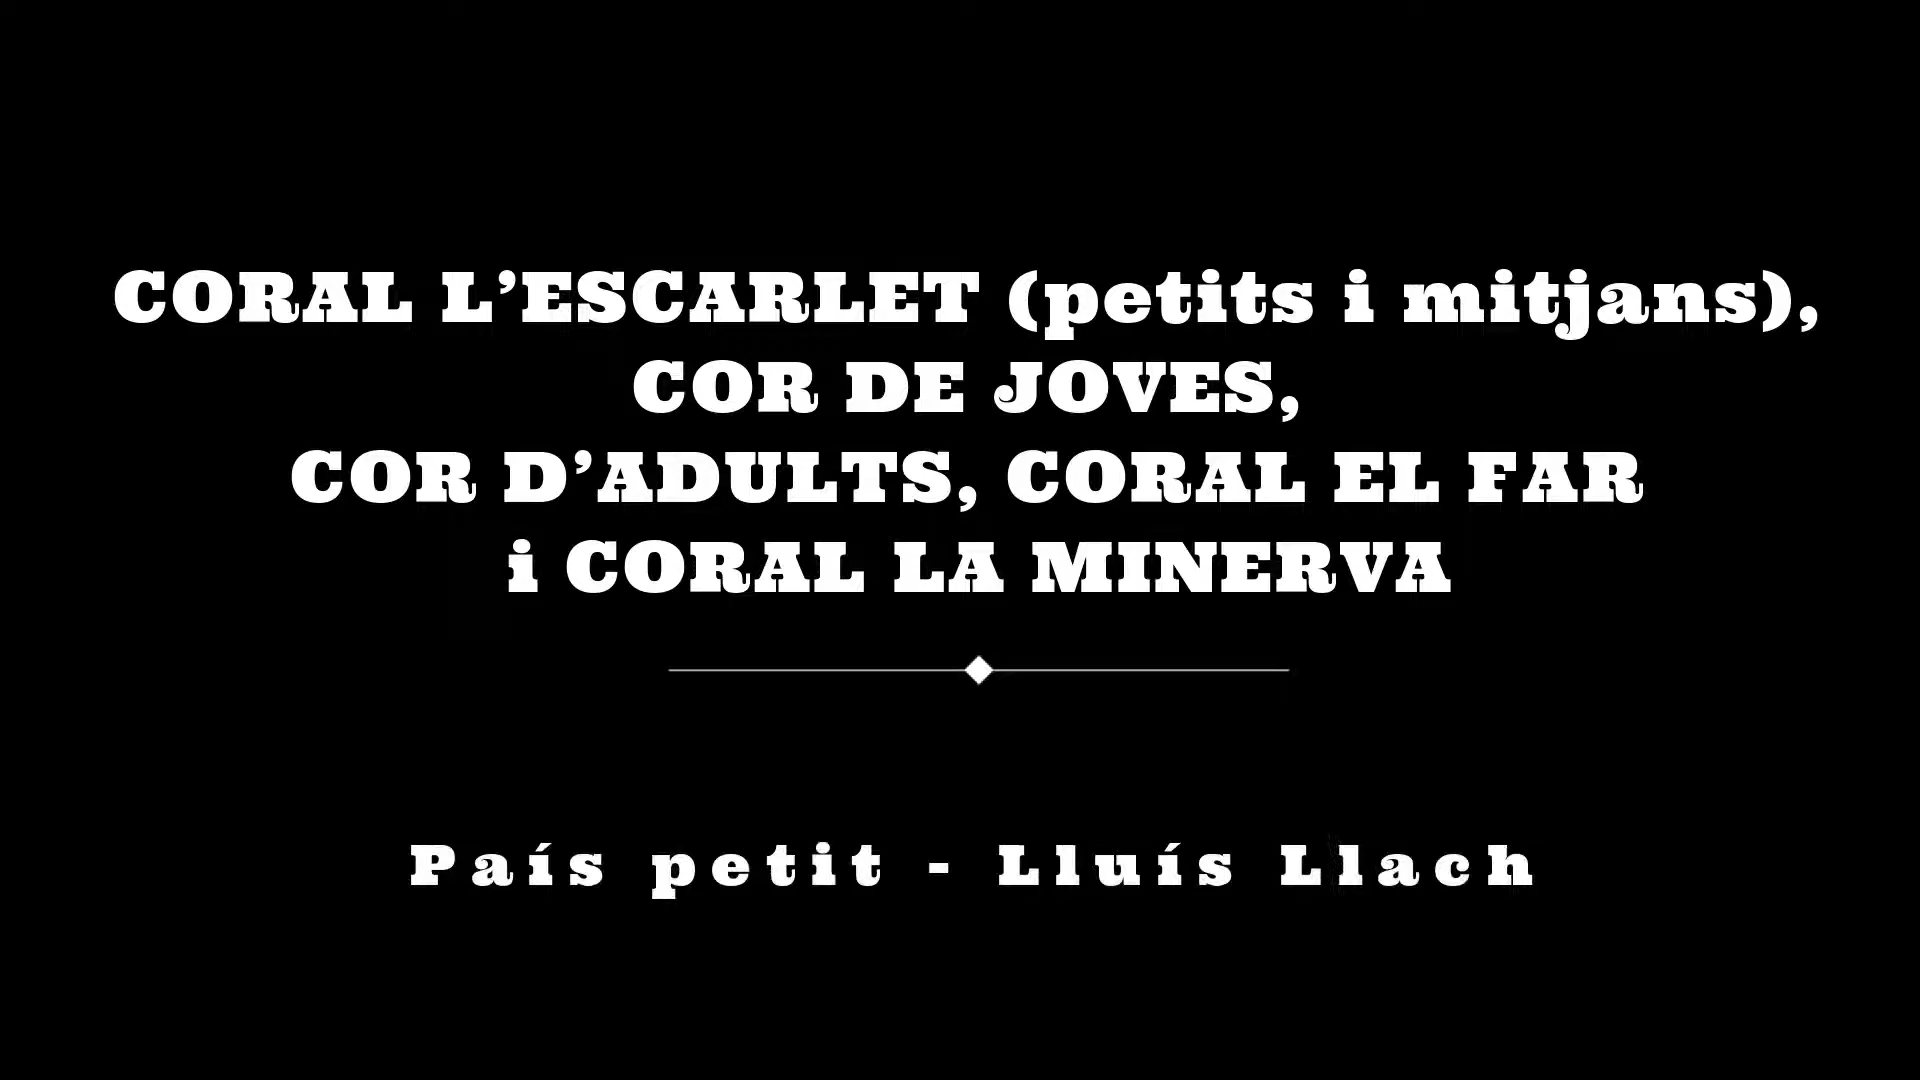 CORAL L’ESCARLET (petits i mitjans),
COR DE JOVES,
COR D’ADULTS, CORAL EL FAR
i CORAL LA MINERVA
País petit - Lluís Llach